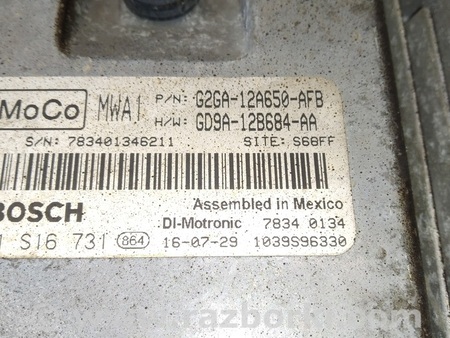 MoCo
MWA1
P/N: G2GA-12A650-AFB
H/W: GD9A-12B684-AA
S/N: 783401346211 SITE: S68FF
BOSCH
Assembled in Mexico
DI-Motronic 7834 0134
S16 731 864 16-07-29 1039S96330